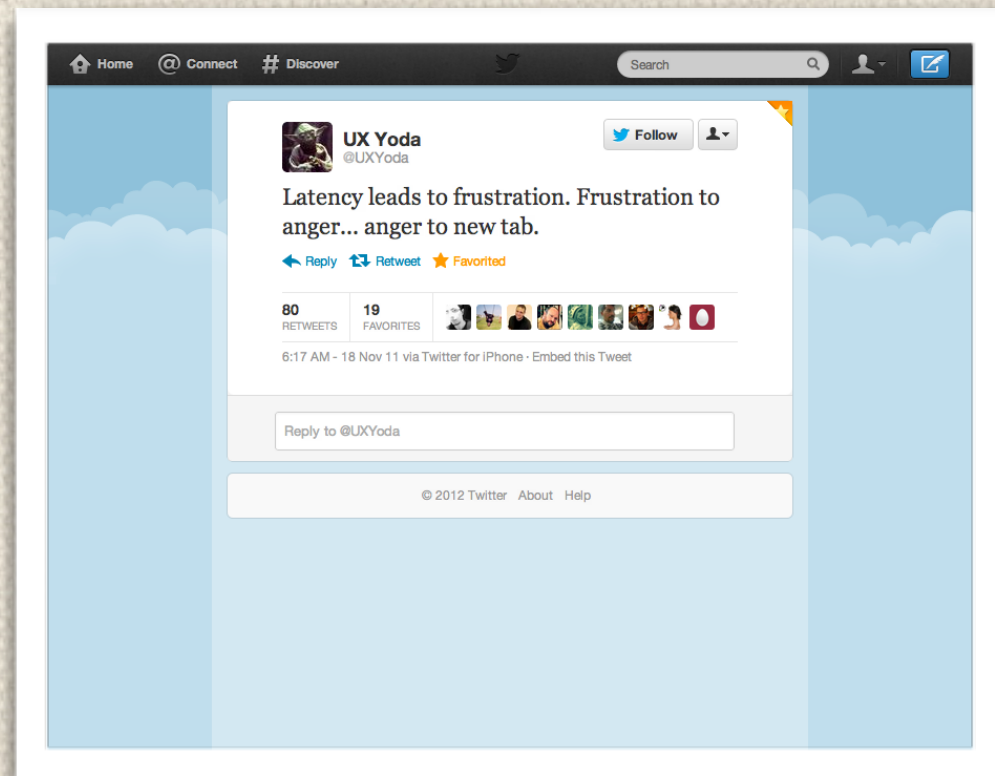 Home @ Connect # Discover Search
UX Yoda
@UXYoda
Follow
Latency leads to frustration. Frustration to
anger... anger to new tab.
Reply Retweet Favorited
80 19
RETWEETS FAVORITES
6:17 AM - 18 Nov 11 via Twitter for iPhone · Embed this Tweet
Reply to @UXYoda
© 2012 Twitter About Help